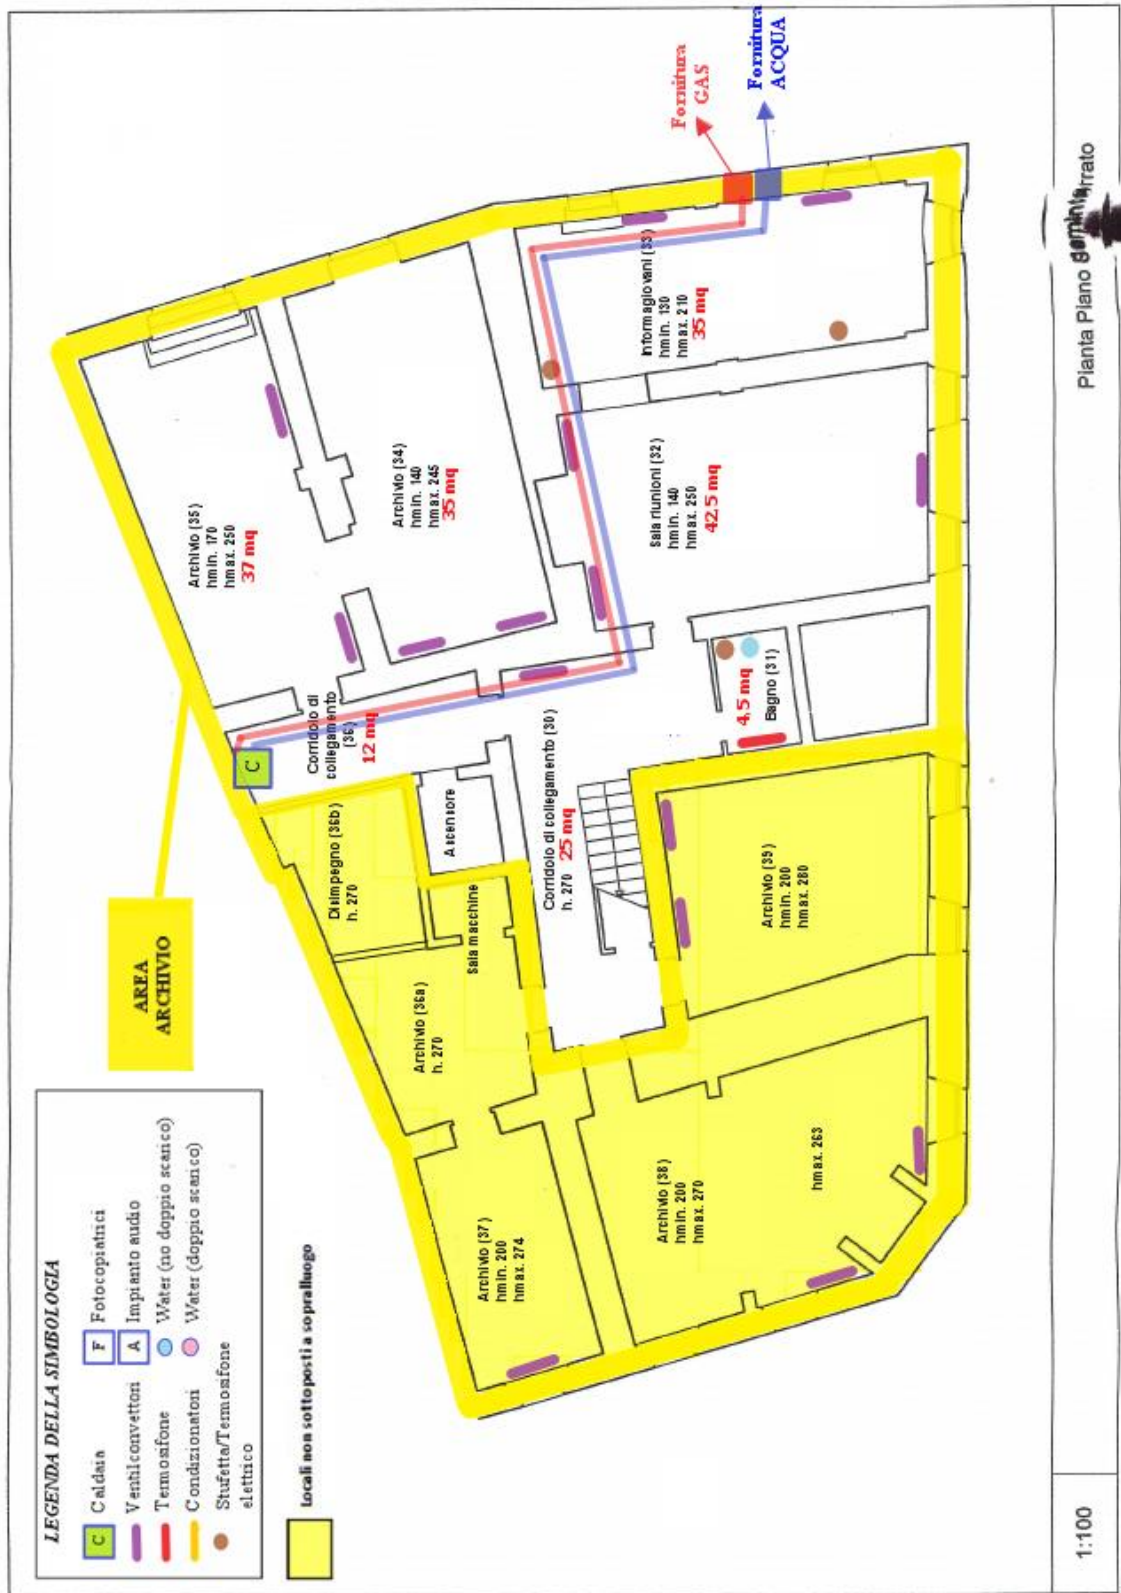 LEGENDA DELLA SIMBOLOGIA
C Caldaia
Ventilconvettori
Termosifone
Condizionatori
Stufetta/Termosifone
elettrico
F Fotocopiatrici
A Impianto audio
Water (no doppio scarico)
Water (doppio scarico)
Locali non sottoposti a sopralluogo
AREA
ARCHIVIO
Archivio (37)
hmin. 200
hmax. 274
Archivio (36a)
h. 270
Disimpegno (36b)
h. 270
Sala macchine
Ascensore
C
Corridoio di
collegamento
(36)
12 mq
Archivio (35)
hmin. 170
hmax. 250
37 mq
Archivio (34)
hmin. 140
hmax. 245
35 mq
Archivio (38)
hmin. 200
hmax. 270
hmax. 263
Corridoio di collegamento (30)
h. 270 25 mq
Archivio (39)
hmin. 200
hmax. 280
4,5 mq
Bagno (31)
Sala riunioni (32)
hmin. 140
hmax. 250
42,5 mq
Informagiovani (33)
hmin. 130
hmax. 210
35 mq
Fornitura
GAS
Fornitura
ACQUA
1:100
Pianta Piano